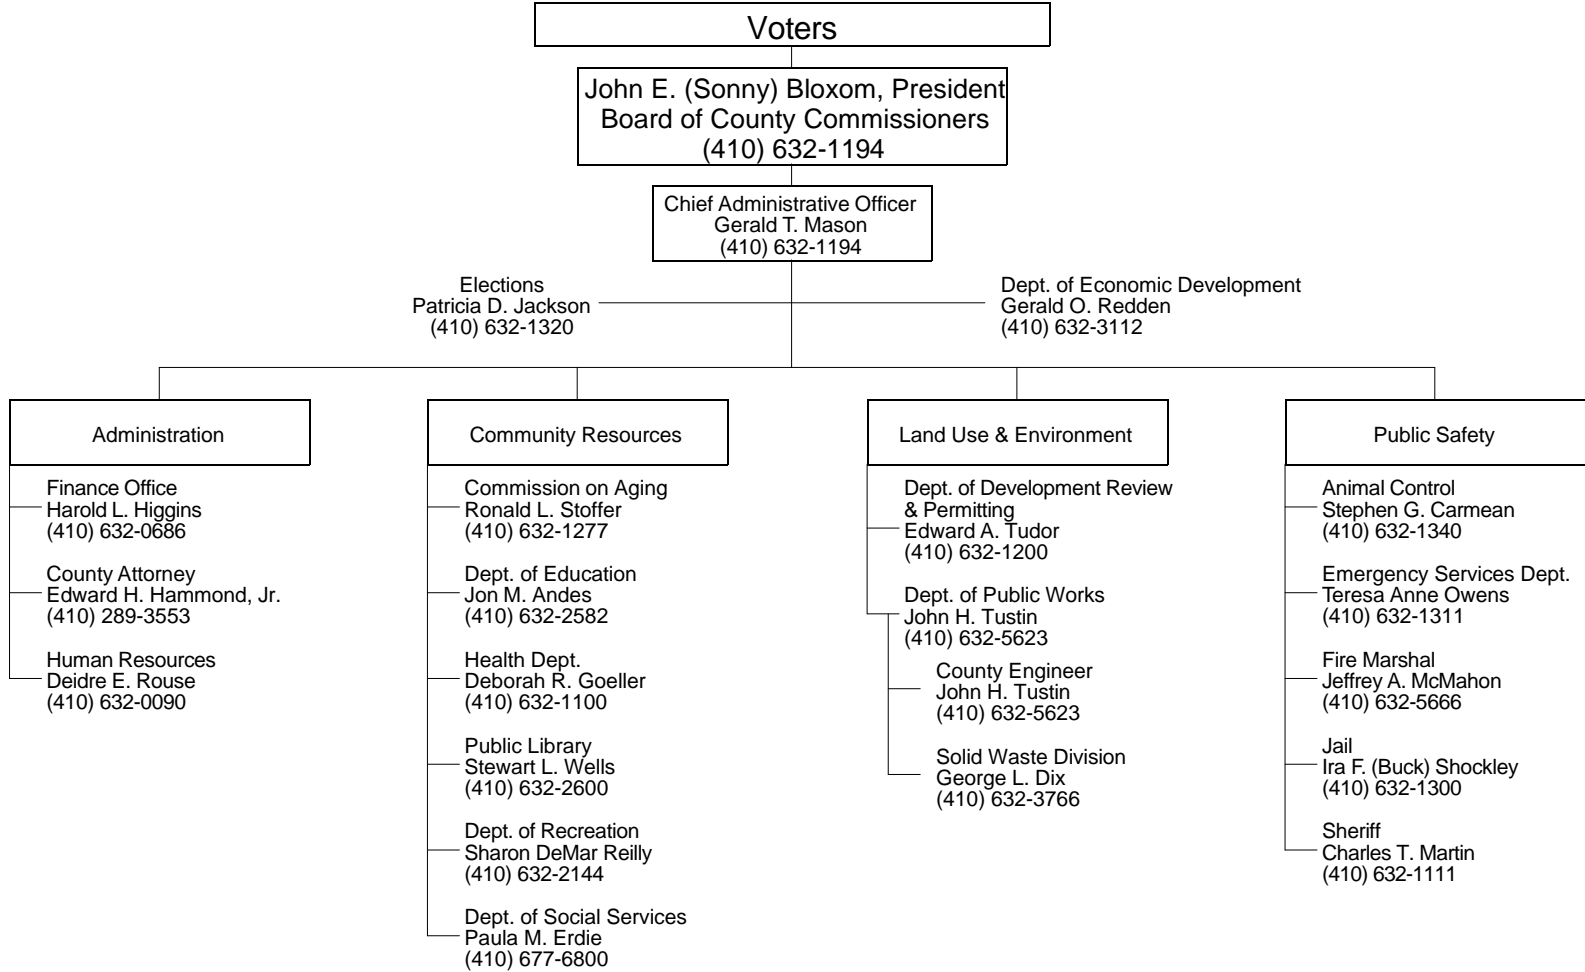 Voters
John E. (Sonny) Bloxom, President
Board of County Commissioners
(410) 632-1194
Chief Administrative Officer
Gerald T. Mason
(410) 632-1194
Elections
Patricia D. Jackson
(410) 632-1320
Dept. of Economic Development
Gerald O. Redden
(410) 632-3112
Administration
Finance Office
Harold L. Higgins
(410) 632-0686
County Attorney
Edward H. Hammond, Jr.
(410) 289-3553
Human Resources
Deidre E. Rouse
(410) 632-0090
Community Resources
Commission on Aging
Ronald L. Stoffer
(410) 632-1277
Dept. of Education
Jon M. Andes
(410) 632-2582
Health Dept.
Deborah R. Goeller
(410) 632-1100
Public Library
Stewart L. Wells
(410) 632-2600
Dept. of Recreation
Sharon DeMar Reilly
(410) 632-2144
Dept. of Social Services
Paula M. Erdie
(410) 677-6800
Land Use & Environment
Dept. of Development Review
& Permitting
Edward A. Tudor
(410) 632-1200
Dept. of Public Works
John H. Tustin
(410) 632-5623
County Engineer
John H. Tustin
(410) 632-5623
Solid Waste Division
George L. Dix
(410) 632-3766
Public Safety
Animal Control
Stephen G. Carmean
(410) 632-1340
Emergency Services Dept.
Teresa Anne Owens
(410) 632-1311
Fire Marshal
Jeffrey A. McMahon
(410) 632-5666
Jail
Ira F. (Buck) Shockley
(410) 632-1300
Sheriff
Charles T. Martin
(410) 632-1111